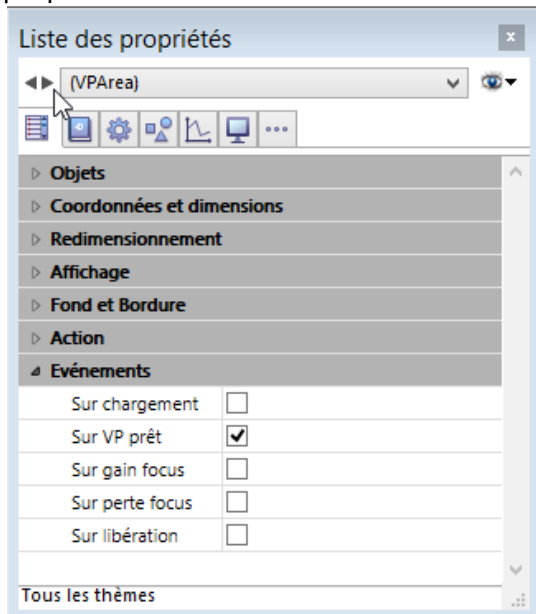 Liste des propriétés
x
(VPArea)
Objets
Coordonnées et dimensions
Redimensionnement
Affichage
Fond et Bordure
Action
Evénements
Sur chargement
Sur VP prêt
Sur gain focus
Sur perte focus
Sur libération
Tous les thèmes